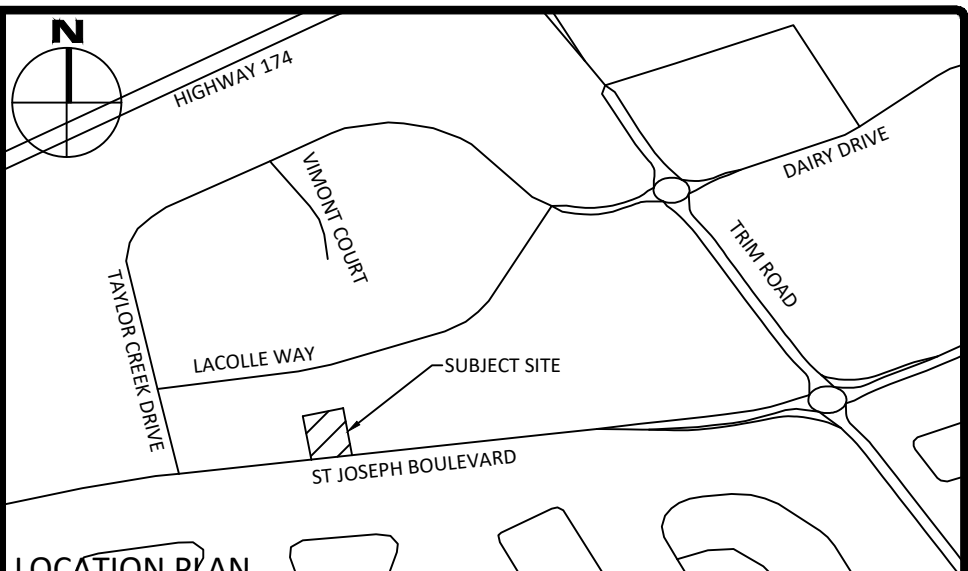 N
HIGHWAY 174
VIMONT COURT
DAIRY DRIVE
TRIM ROAD
TAYLOR CREEK DRIVE
LACOLLE WAY
SUBJECT SITE
ST JOSEPH BOULEVARD
LOCATION PLAN